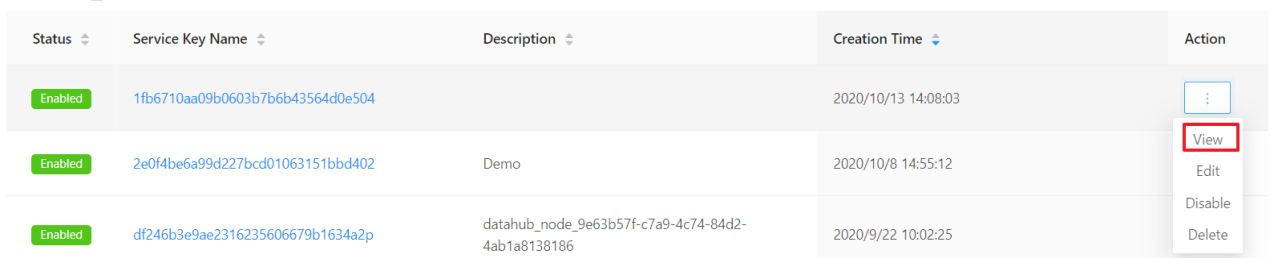 Status Service Key Name Description Creation Time Action
Enabled 1fb6710aa09b0603b7b6b43564d0e504 2020/10/13 14:08:03
View
Enabled 2e0f4be6a99d227bcd01063151bbd402 Demo 2020/10/8 14:55:12
Edit
Disable
datahub_node_9e63b57f-c7a9-4c74-84d2-
Enabled df246b3e9ae2316235606679b1634a2p 2020/9/22 10:02:25 Delete
4ab1a8138186